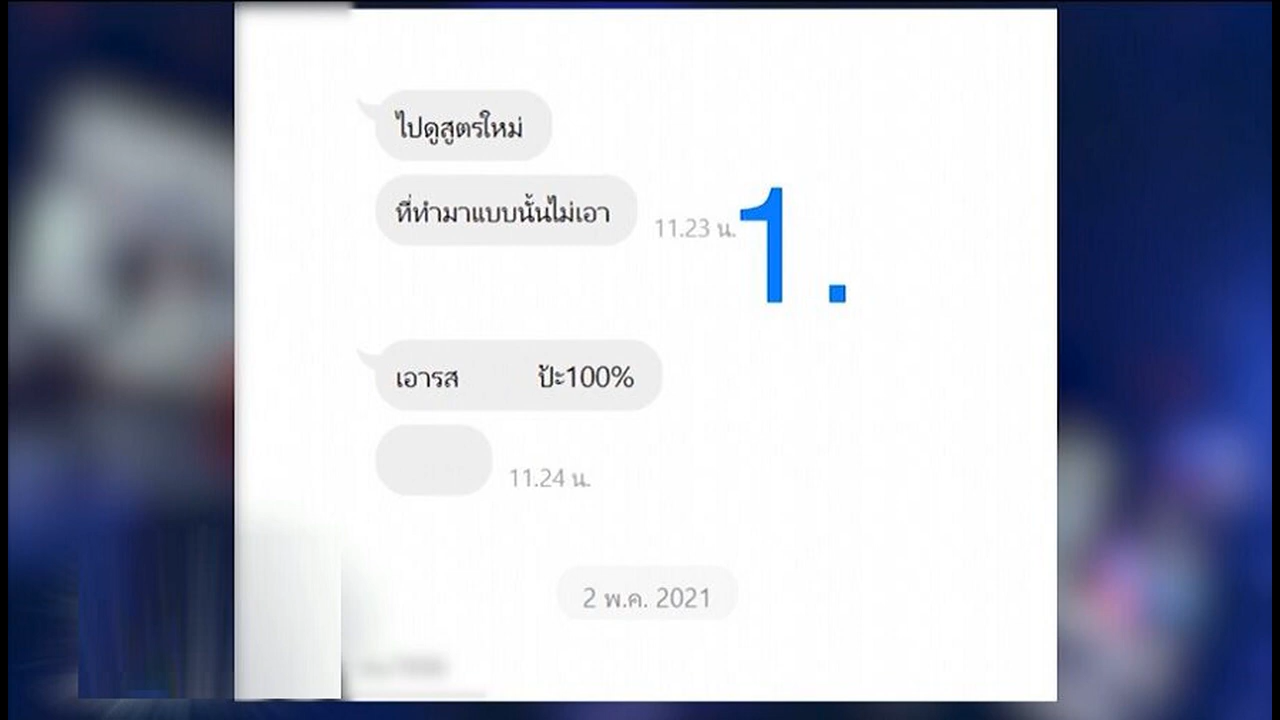 ไปดูสูตรใหม่
ที่ทำมาแบบนั้นไม่เอา
11.23 น.
1.
เอารส ป้ะ100%
11.24 น.
2 พ.ค. 2021